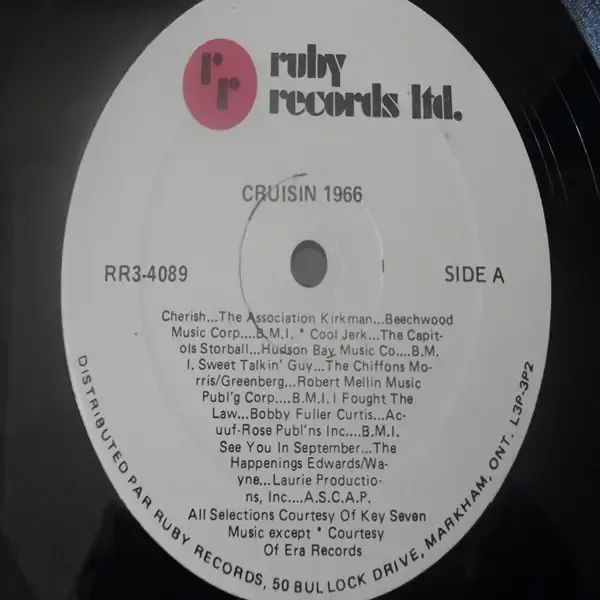 rr
ruby
records ltd.
CRUISIN 1966
RR3-4089
SIDE A
Cherish...The Association Kirkman...Beechwood
Music Corp....B.M.I. * Cool Jerk...The Capit-
ols Storball...Hudson Bay Music Co....B.M.
I. Sweet Talkin' Guy...The Chiffons Mo-
rris/Greenberg...Robert Mellin Music
Publ'g Corp....B.M.I. I Fought The
Law...Bobby Fuller Curtis...Ac-
uuf-Rose Publ'ns Inc....B.M.I.
See You In September...The
Happenings Edwards/Wa-
yne...Laurie Productio-
ns, Inc....A.S.C.A.P.
All Selections Courtesy Of Key Seven
Music except * Courtesy
Of Era Records
DISTRIBUTED PAR RUBY RECORDS, 50 BULLOCK DRIVE, MARKHAM, ONT. L3P-3P2